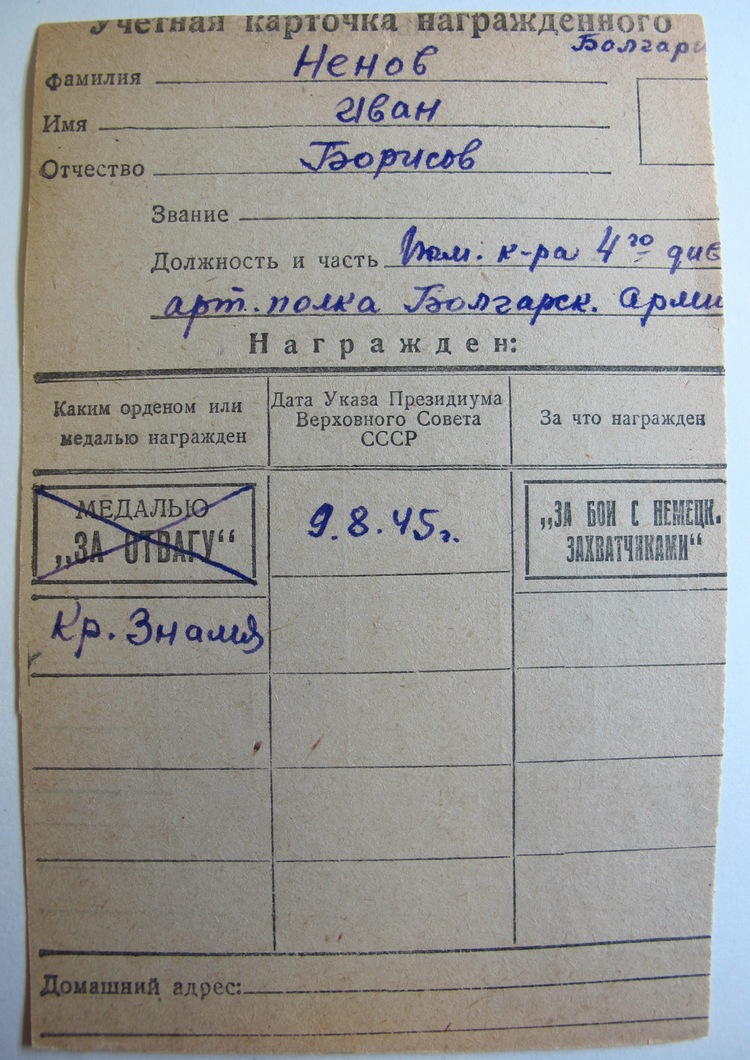 Учетная карточка награжденного
Болгари
фамилия Ненов
Имя Иван
Отчество Борисов
Звание
Должность и часть Пом. к-ра 4го див
арт. полка Болгарск. Арми
Награжден:
Каким орденом или
медалью награжден
Дата Указа Президиума
Верховного Совета
СССР
За что награжден
МЕДАЛЬЮ
„ЗА ОТВАГУ“
9.8.45г.
„ЗА БОИ С НЕМЕЦК.
ЗАХВАТЧИКАМИ“
Кр. Знамя
Домашний адрес: